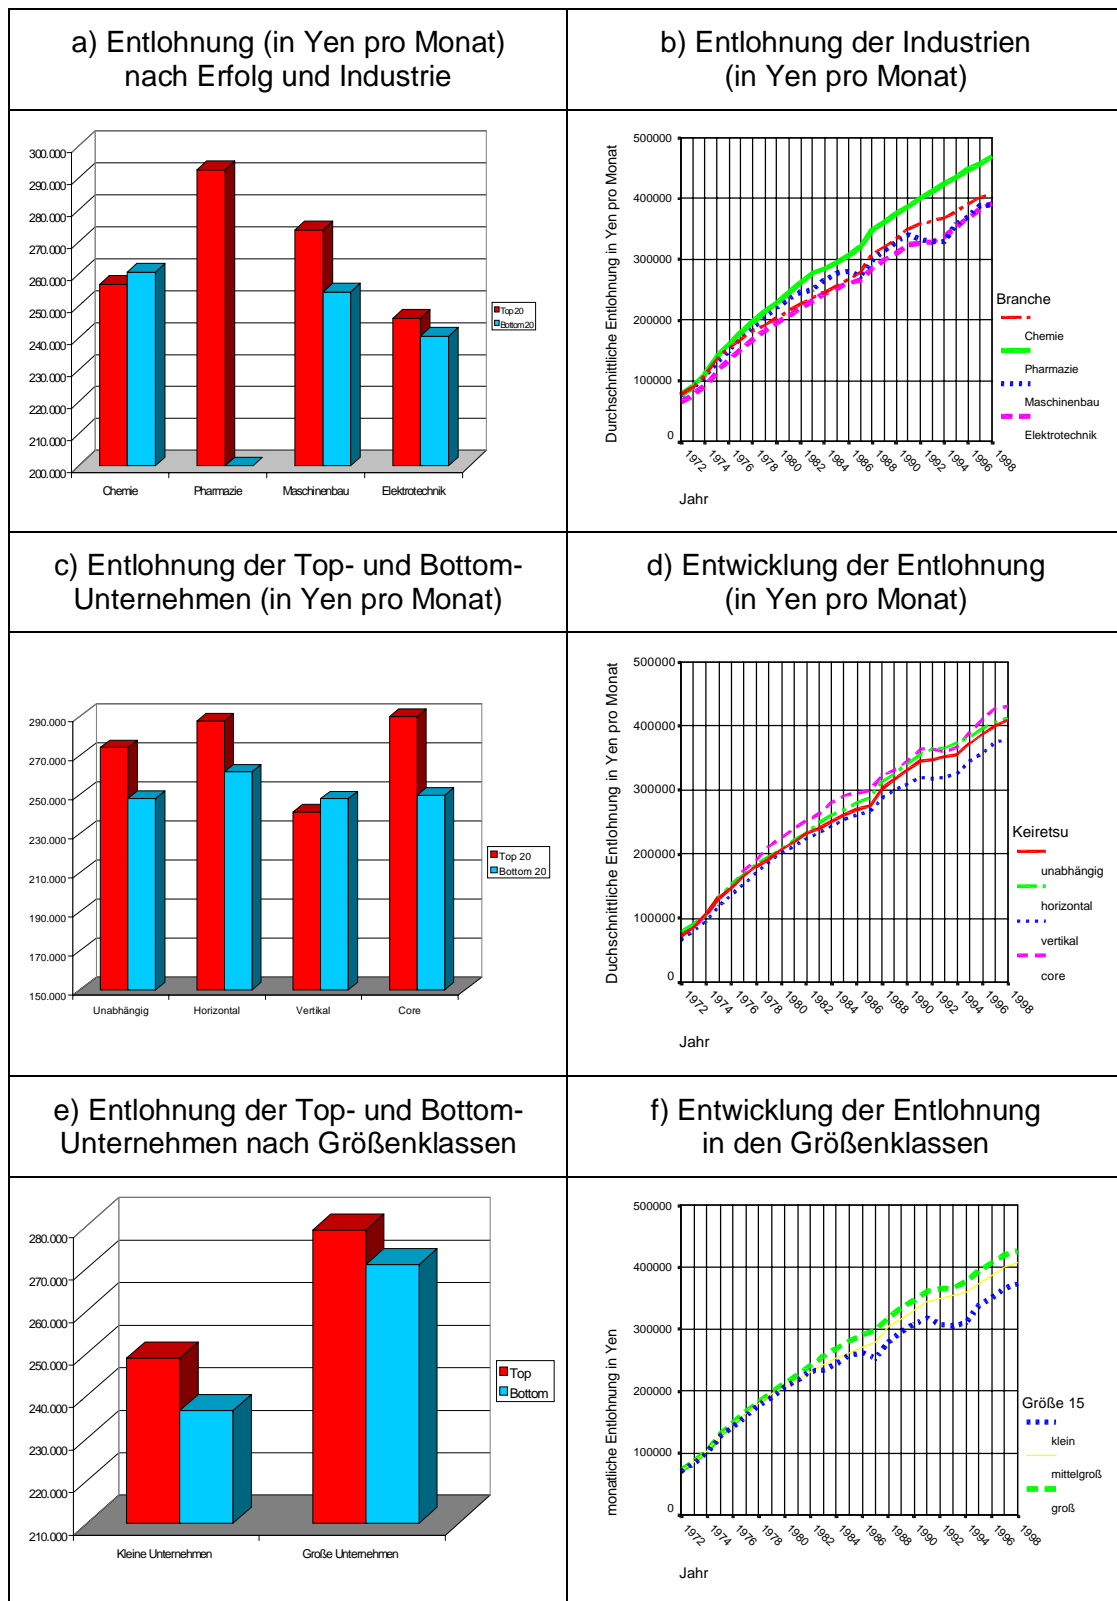 a) Entlohnung (in Yen pro Monat)
nach Erfolg und Industrie
300.000
290.000
280.000
270.000
260.000
250.000
240.000
230.000
220.000
210.000
200.000
Chemie
Pharmazie
Maschinenbau
Elektrotechnik
Top 20
Bottom 20
b) Entlohnung der Industrien
(in Yen pro Monat)
Durchschnittliche Entlohnung in Yen pro Monat
500000
400000
300000
200000
100000
0
1972
1974
1976
1978
1980
1982
1984
1986
1988
1990
1992
1994
1996
1998
Jahr
Branche
Chemie
Pharmazie
Maschinenbau
Elektrotechnik
c) Entlohnung der Top- und Bottom-
Unternehmen (in Yen pro Monat)
290.000
270.000
250.000
230.000
210.000
190.000
170.000
150.000
Unabhängig
Horizontal
Vertikal
Core
Top 20
Bottom 20
d) Entwicklung der Entlohnung
(in Yen pro Monat)
Duchschnittliche Entlohnung in Yen pro Monat
500000
400000
300000
200000
100000
0
1972
1974
1976
1978
1980
1982
1984
1986
1988
1990
1992
1994
1996
1998
Jahr
Keiretsu
unabhängig
horizontal
vertikal
core
e) Entlohnung der Top- und Bottom-
Unternehmen nach Größenklassen
280.000
270.000
260.000
250.000
240.000
230.000
220.000
210.000
Kleine Unternehmen
Große Unternehmen
Top
Bottom
f) Entwicklung der Entlohnung
in den Größenklassen
monatliche Entlohnung in Yen
500000
400000
300000
200000
100000
0
1972
1974
1976
1978
1980
1982
1984
1986
1988
1990
1992
1994
1996
1998
Jahr
Größe 15
klein
mittelgroß
groß